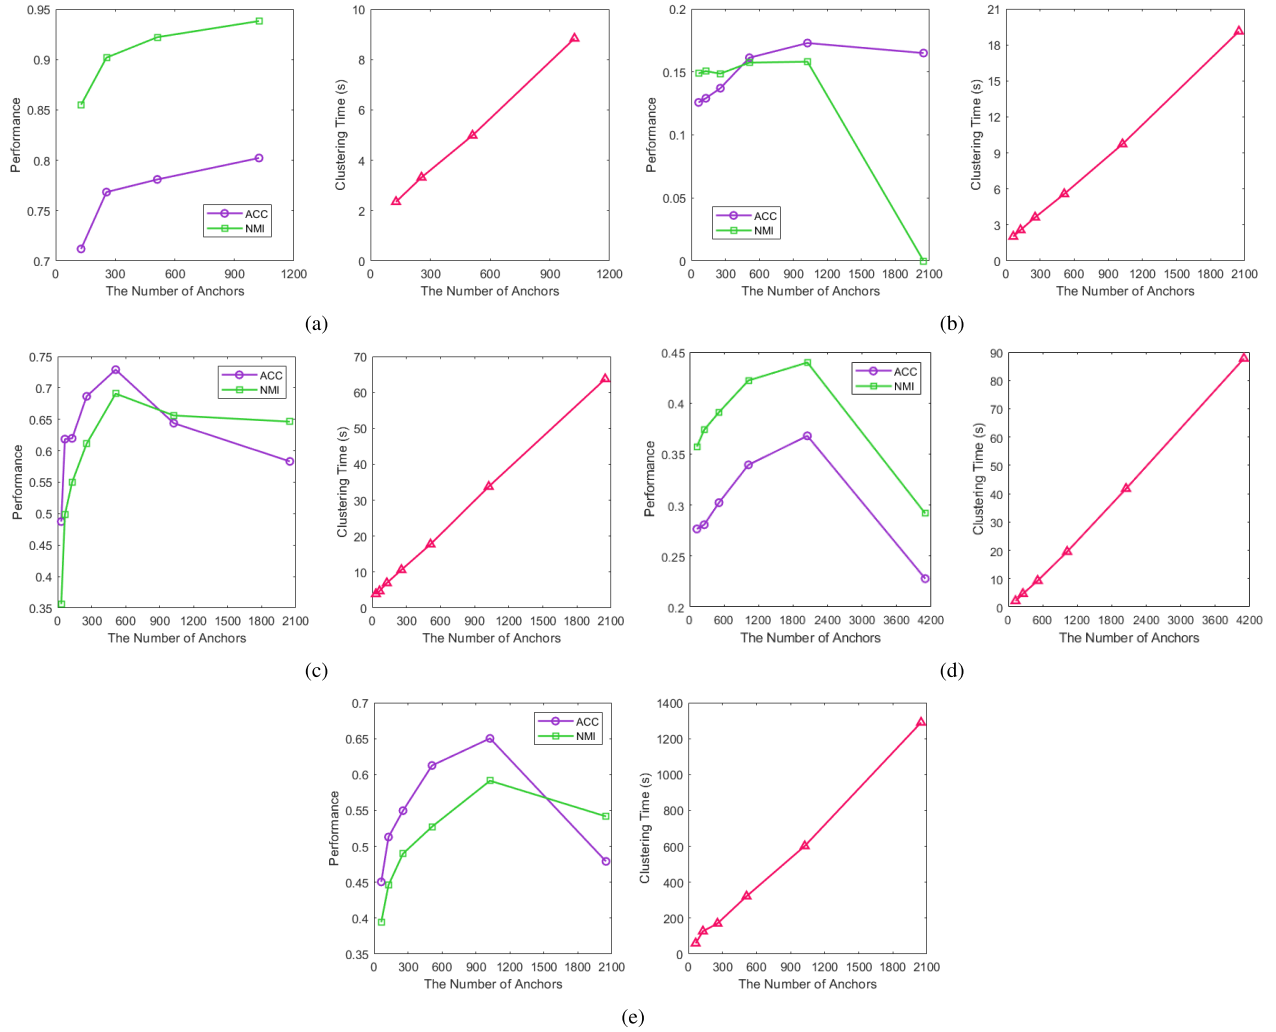 0.95
0.9
0.85
0.8
0.75
0.7
Performance
0 300 600 900 1200
The Number of Anchors
ACC
NMI
10
8
6
4
2
0
Clustering Time (s)
0 300 600 900 1200
The Number of Anchors
(a)
0.2
0.15
0.1
0.05
0
Performance
0 300 600 900 1200 1500 1800 2100
The Number of Anchors
ACC
NMI
21
18
15
12
9
6
3
0
Clustering Time (s)
0 300 600 900 1200 1500 1800 2100
The Number of Anchors
(b)
0.75
0.7
0.65
0.6
0.55
0.5
0.45
0.4
0.35
Performance
0 300 600 900 1200 1500 1800 2100
The Number of Anchors
ACC
NMI
70
60
50
40
30
20
10
0
Clustering Time (s)
0 300 600 900 1200 1500 1800 2100
The Number of Anchors
(c)
0.45
0.4
0.35
0.3
0.25
0.2
Performance
600 1200 1800 2400 3000 3600 4200
The Number of Anchors
ACC
NMI
90
80
70
60
50
40
30
20
10
0
Clustering Time (s)
0 600 1200 1800 2400 3000 3600 4200
The Number of Anchors
(d)
0.7
0.65
0.6
0.55
0.5
0.45
0.4
0.35
Performance
0 300 600 900 1200 1500 1800 2100
The Number of Anchors
ACC
NMI
1400
1200
1000
800
600
400
200
0
Clustering Time (s)
0 300 600 900 1200 1500 1800 2100
The Number of Anchors
(e)